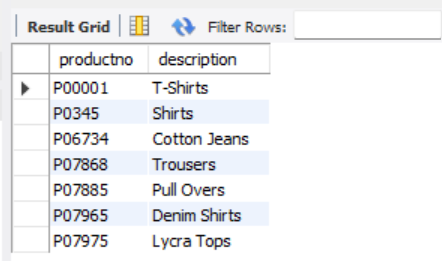 Result Grid Filter Rows:
productno description
P00001 T-Shirts
P0345 Shirts
P06734 Cotton Jeans
P07868 Trousers
P07885 Pull Overs
P07965 Denim Shirts
P07975 Lycra Tops